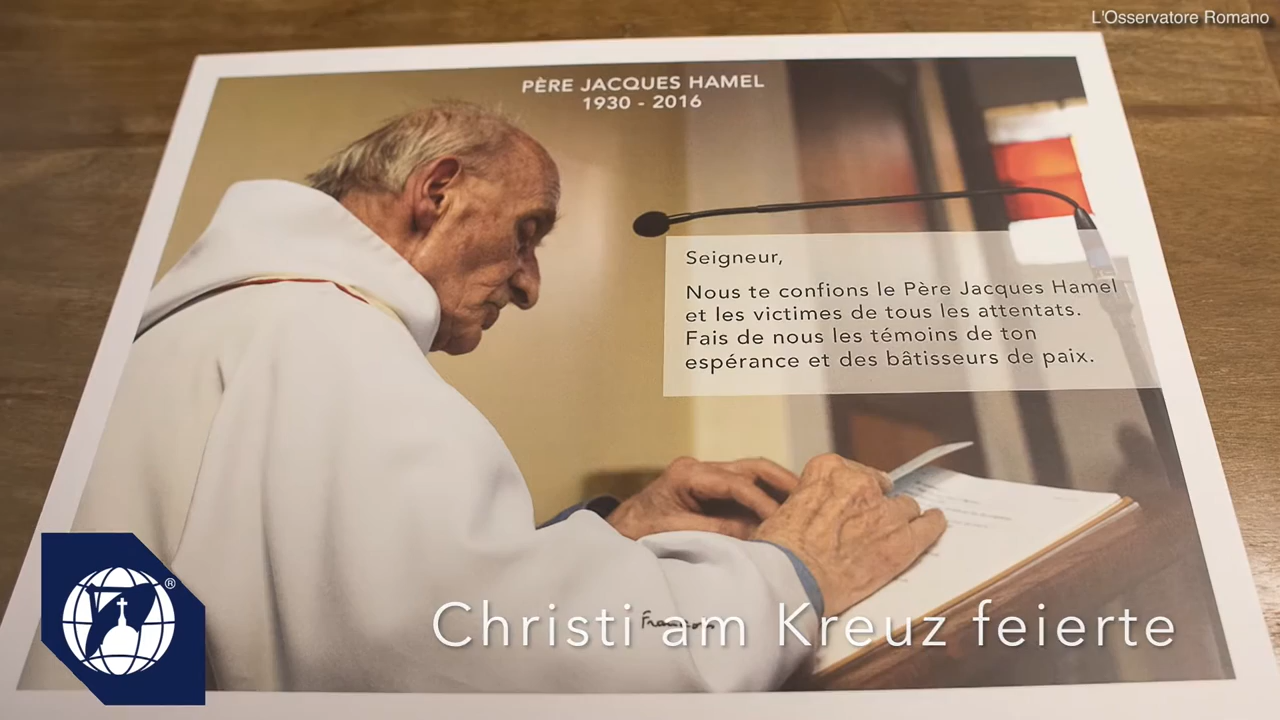 L'Osservatore Romano
PÈRE JACQUES HAMEL
1930 - 2016
Seigneur,
Nous te confions le Père Jacques Hamel
et les victimes de tous les attentats.
Fais de nous les témoins de ton
espérance et des bâtisseurs de paix.
Christi am Kreuz feierte
®